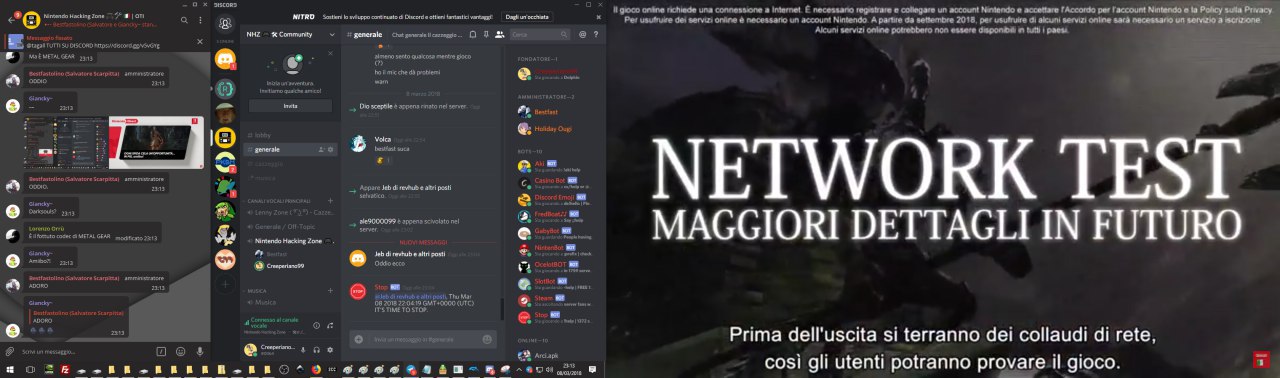 Nintendo Hacking Zone
| OTI
Bestfastolino (Salvatore e Giancky~ stan...
Messaggio fissato
@tagall TUTTI SU DISCORD https://discord.gg/v5vGYg
Ma È METAL GEAR 23:13
Bestfastolino (Salvatore Scarpitta) amministratore
ODDIO 23:13
Giancky~
---
23:13
Bestfastolino (Salvatore Scarpitta) amministratore
ODDIO. 23:13
Giancky~
Darksouls? 23:13
Lorenzo Orrù
È il fottuto codec di METAL GEAR modificato 23:13
Giancky~
Amiibo?! 23:13
Bestfastolino (Salvatore Scarpitta) amministratore
ADORO 23:13
Giancky~
Bestfastolino (Salvatore Scarpitta)
ADORO
23:13
Scrivi un messaggio...
DISCORD
NHZ - Community
Inizia un'avventura.
Invitiamo qualche amico!
Invita
# lobby
# generale
# cazzeggio
# musica
CANALI VOCALI PRINCIPALI
Lenny Zone - Cazze..
Generale / Off-Topic
Nintendo Hacking Zone
Bestfast
Creeperiano99
MUSICA
Musica
Connesso al canale vocale
Creeperiano...
NITRO Sostieni lo sviluppo continuato di Discord e ottieni fantastici vantaggi! Dagli un'occhiata
# generale Chat generale Il cazzeggio ...
Cerca
almeno sento qualcosa mentre gioco
(?)
ho il mic che dà problemi
warn
8 marzo 2018
Dio sceptile è appena rinato nel server.
Volca
bestfast suca
1
Appare Jeb di revhub e altri posti
selvatico.
ale9000099 è appena scivolato nel
server.
NUOVI MESSAGGI
Jeb di revhub e altri posti
Oddio ecco
Stop BOT
@Jeb di revhub e altri posti, Thu Mar
08 2018 22:04:19 GMT+0000 (UTC)
IT'S TIME TO STOP.
Invia un messaggio a #generale
FONDATORE—1
Sta giocando a Dolphin
AMMINISTRATORE—2
Bestfast
Holiday Ougi
BOTS—10
Aki BOT
Casino Bot BOT
Discord Emoji BOT
FredBoat♪♪ BOT
GabyBot BOT
NintenBot BOT
OcelotBOT BOT
SlotBot BOT
Steam BOT
Stop BOT
ONLINE—10
Arci.apk
23:13
08/03/2018
Il gioco online richiede una connessione a Internet. È necessario registrare e collegare un account Nintendo e accettare l'Accordo per l'account Nintendo e la Policy sulla Privacy.
Per usufruire dei servizi online è necessario un account Nintendo. A partire da settembre 2018, per usufruire di alcuni servizi online sarà necessario un servizio a iscrizione
Alcuni servizi online potrebbero non essere disponibili in tutti i paesi.
NETWORK TEST
MAGGIORI DETTAGLI IN FUTURO
Prima dell'uscita si terranno dei collaudi di rete,
così gli utenti potranno provare il gioco.